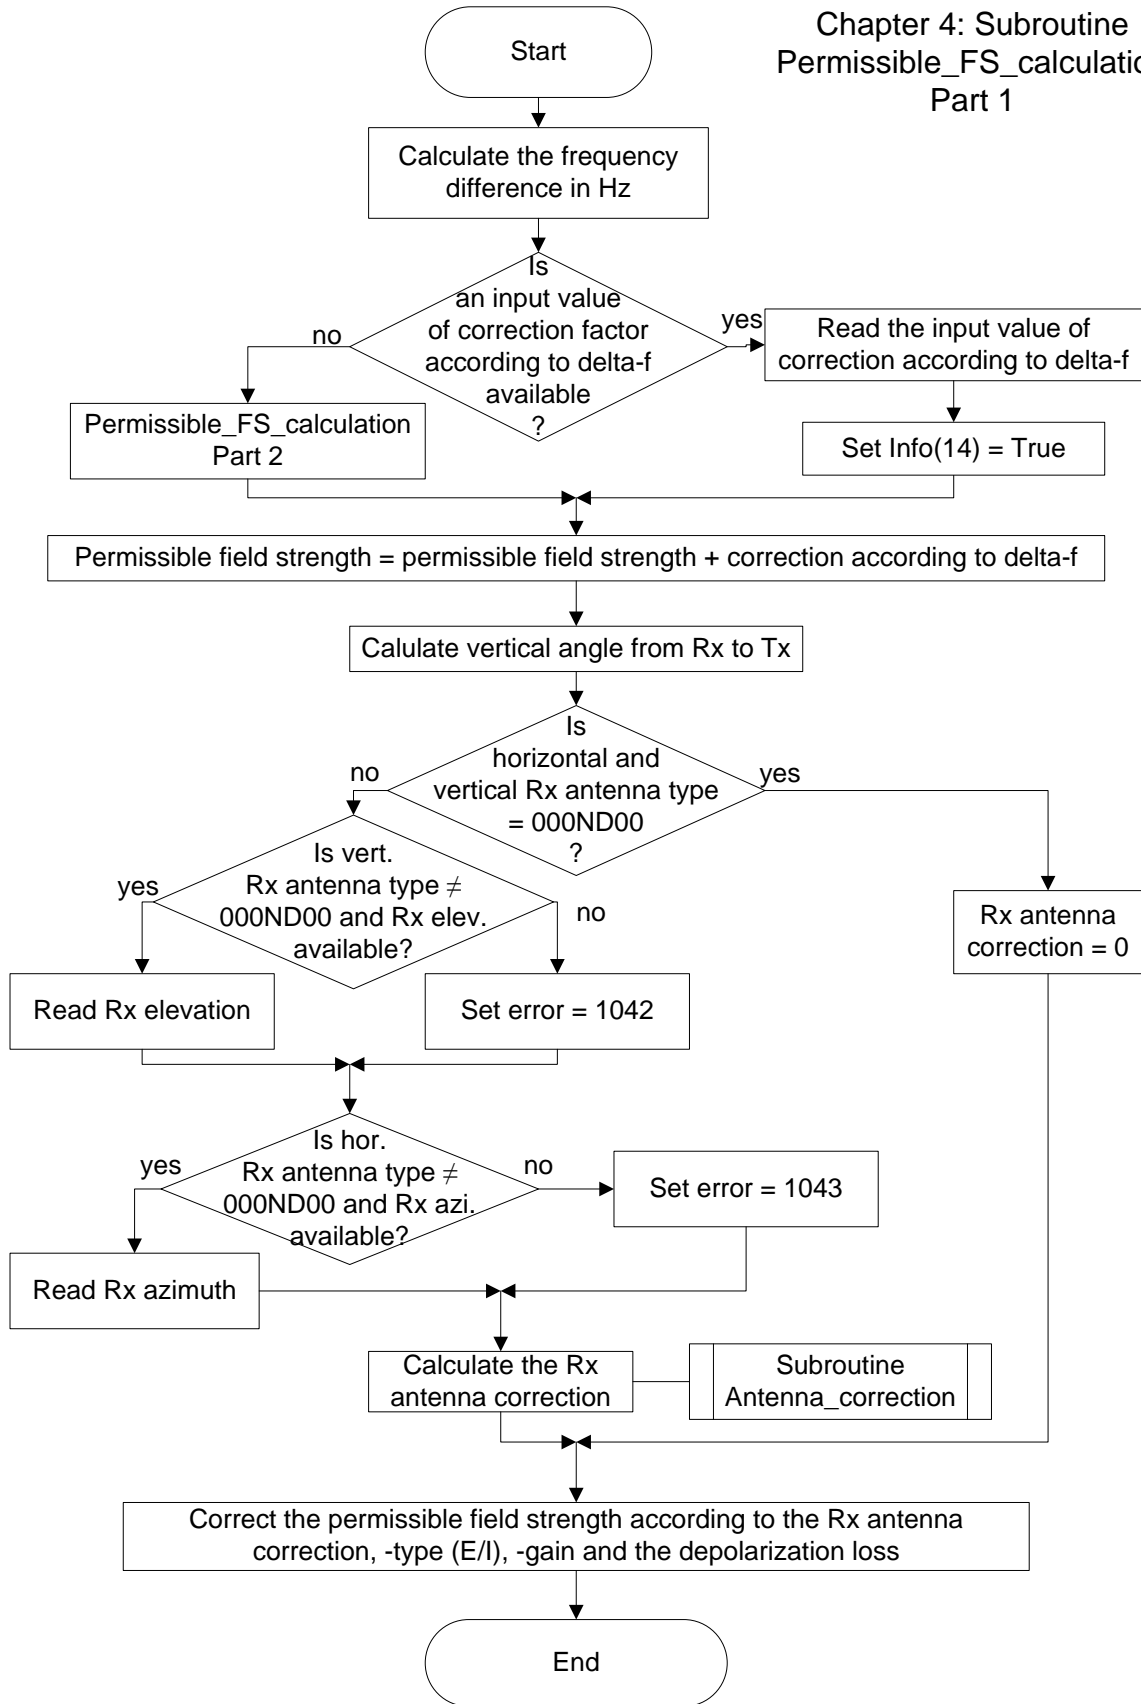 Chapter 4: Subroutine
Permissible_FS_calculatio
Part 1
Start
Calculate the frequency
difference in Hz
Is
an input value
of correction factor
according to delta-f
available
?
no
yes
Read the input value of
correction according to delta-f
Permissible_FS_calculation
Part 2
Set Info(14) = True
Permissible field strength = permissible field strength + correction according to delta-f
Calulate vertical angle from Rx to Tx
Is
horizontal and
vertical Rx antenna type
= 000ND00
?
no
yes
Is vert.
Rx antenna type ≠
000ND00 and Rx elev.
available?
yes
no
Rx antenna
correction = 0
Read Rx elevation
Set error = 1042
Is hor.
Rx antenna type ≠
000ND00 and Rx azi.
available?
yes
no
Set error = 1043
Read Rx azimuth
Calculate the Rx
antenna correction
Subroutine
Antenna_correction
Correct the permissible field strength according to the Rx antenna
correction, -type (E/I), -gain and the depolarization loss
End